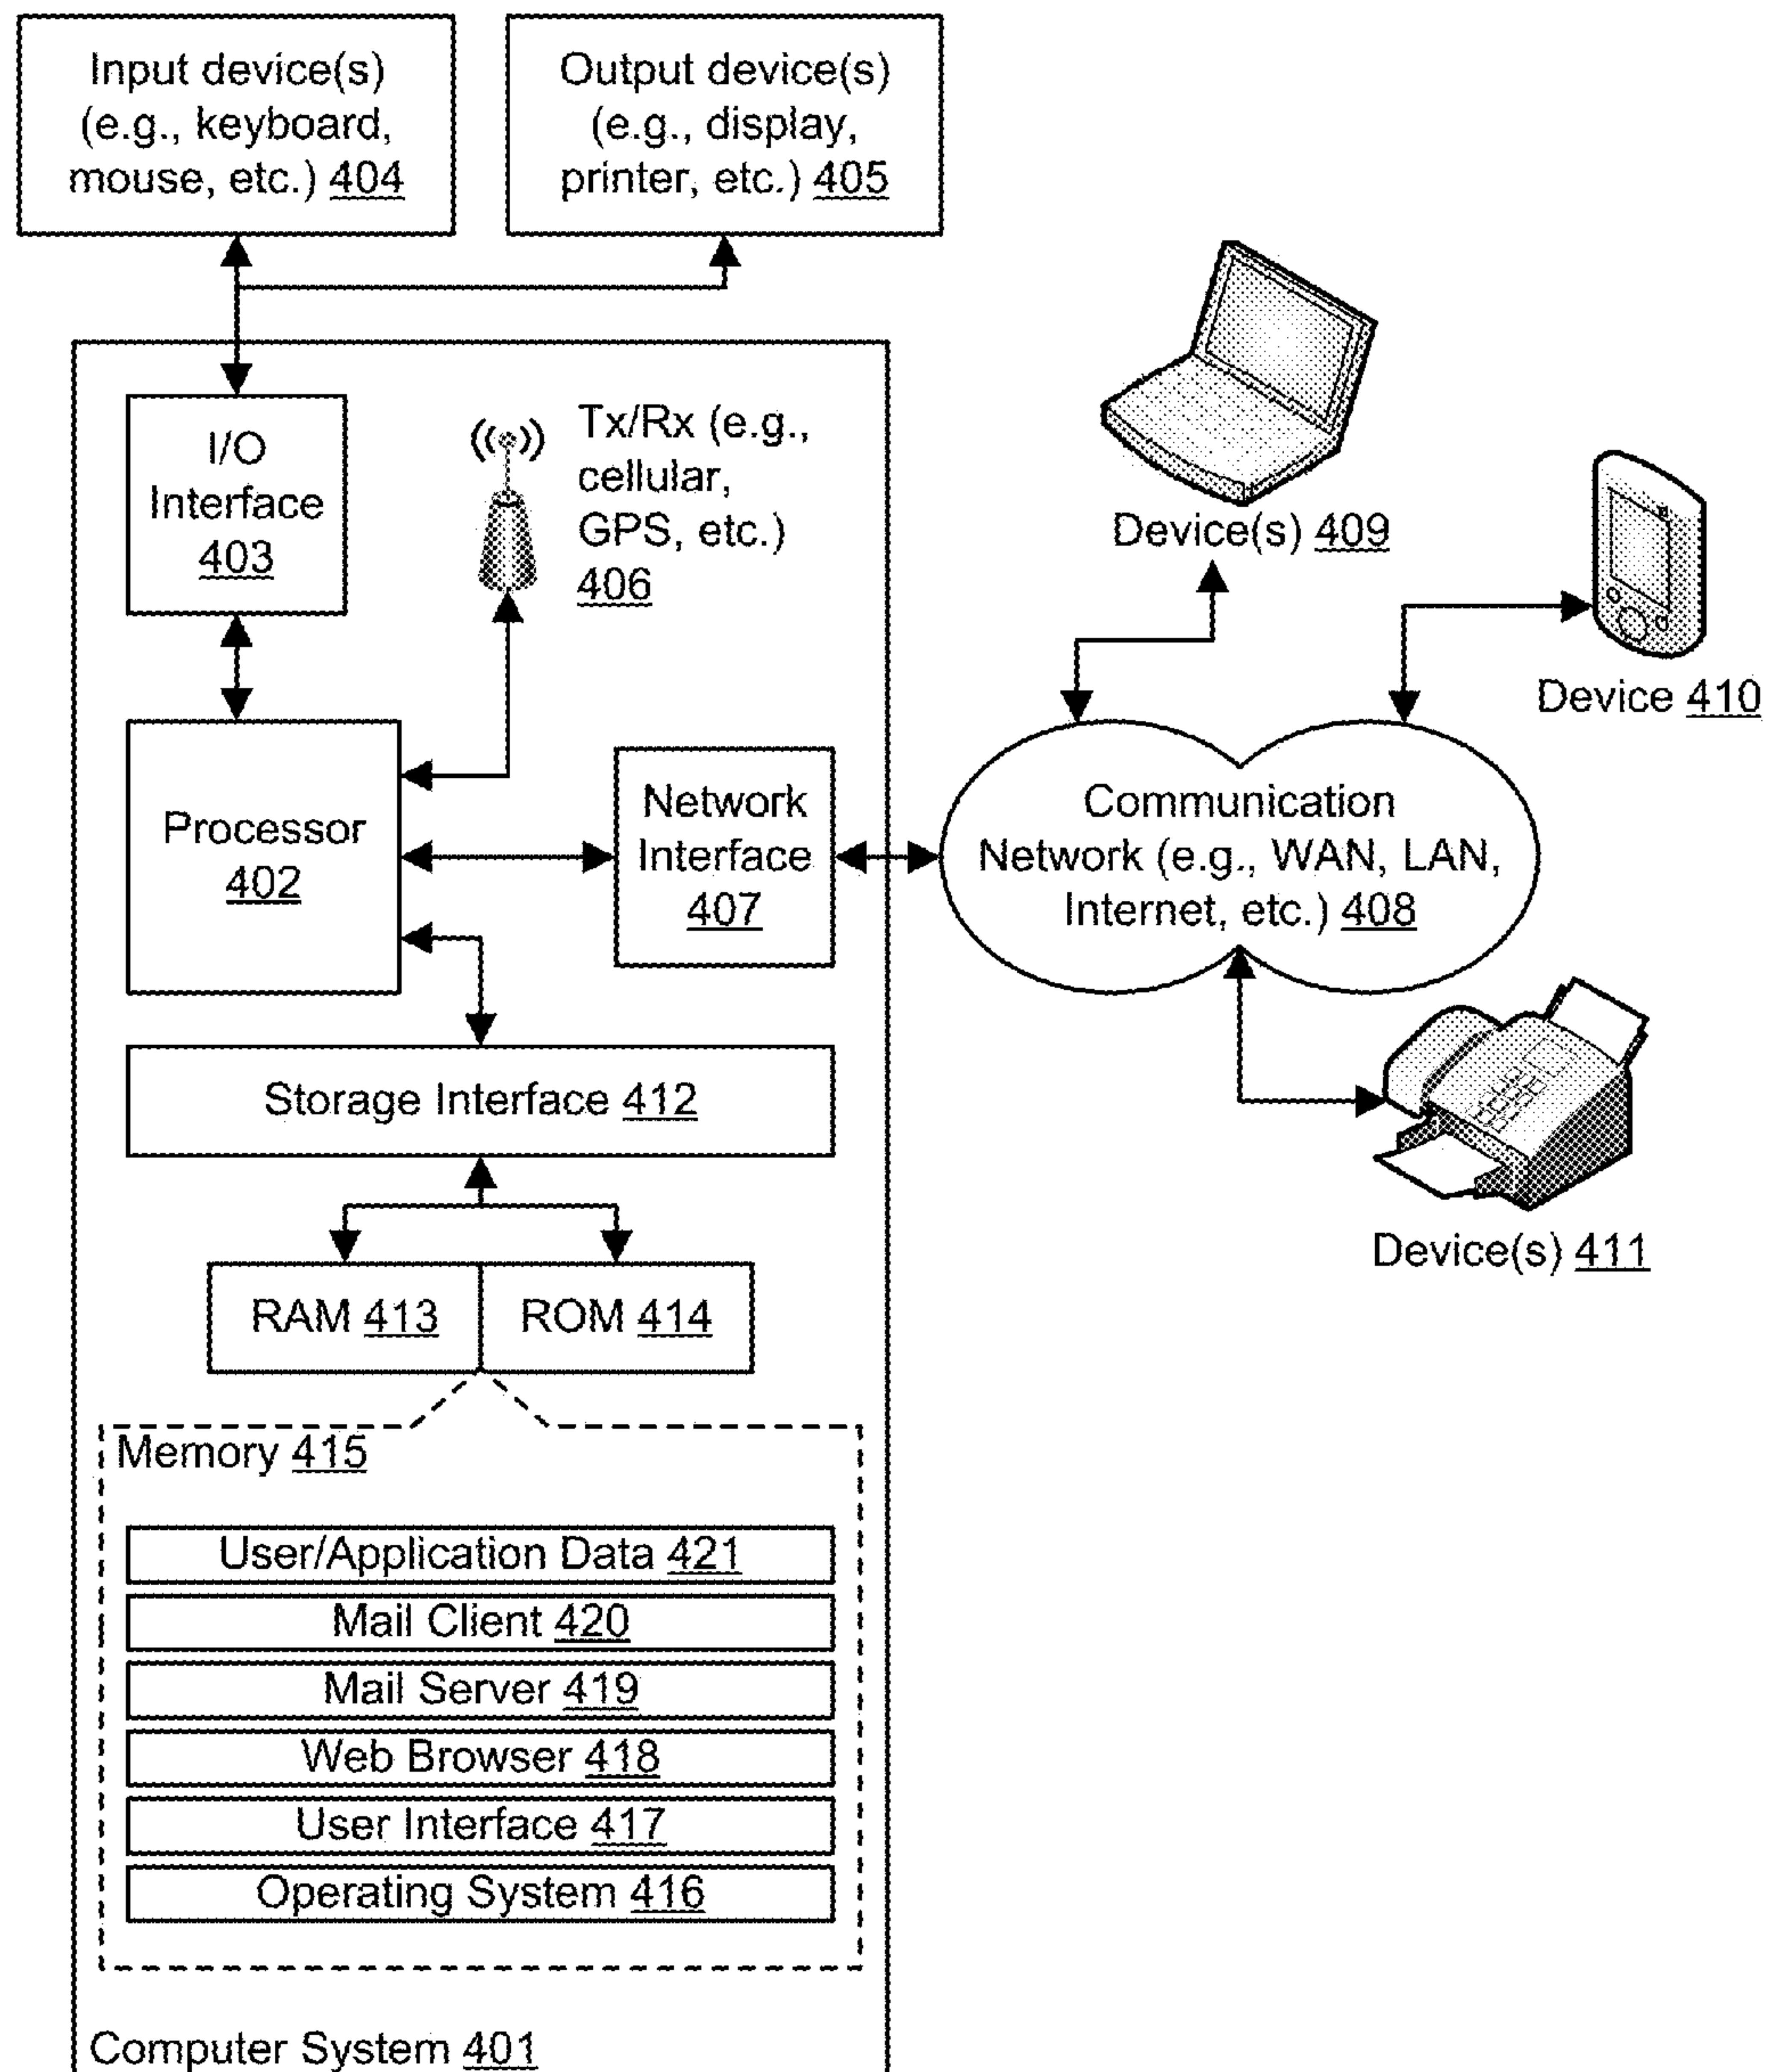 Input device(s)
(e.g., keyboard,
mouse, etc.) 404
Output device(s)
(e.g., display,
printer, etc.) 405
I/O
Interface
403
Tx/Rx (e.g.,
cellular,
GPS, etc.)
406
Device(s) 409
Device 410
Processor
402
Network
Interface
407
Communication
Network (e.g., WAN, LAN,
Internet, etc.) 408
Storage Interface 412
Device(s) 411
RAM 413
ROM 414
Memory 415
User/Application Data 421
Mail Client 420
Mail Server 419
Web Browser 418
User Interface 417
Operating System 416
Computer System 401